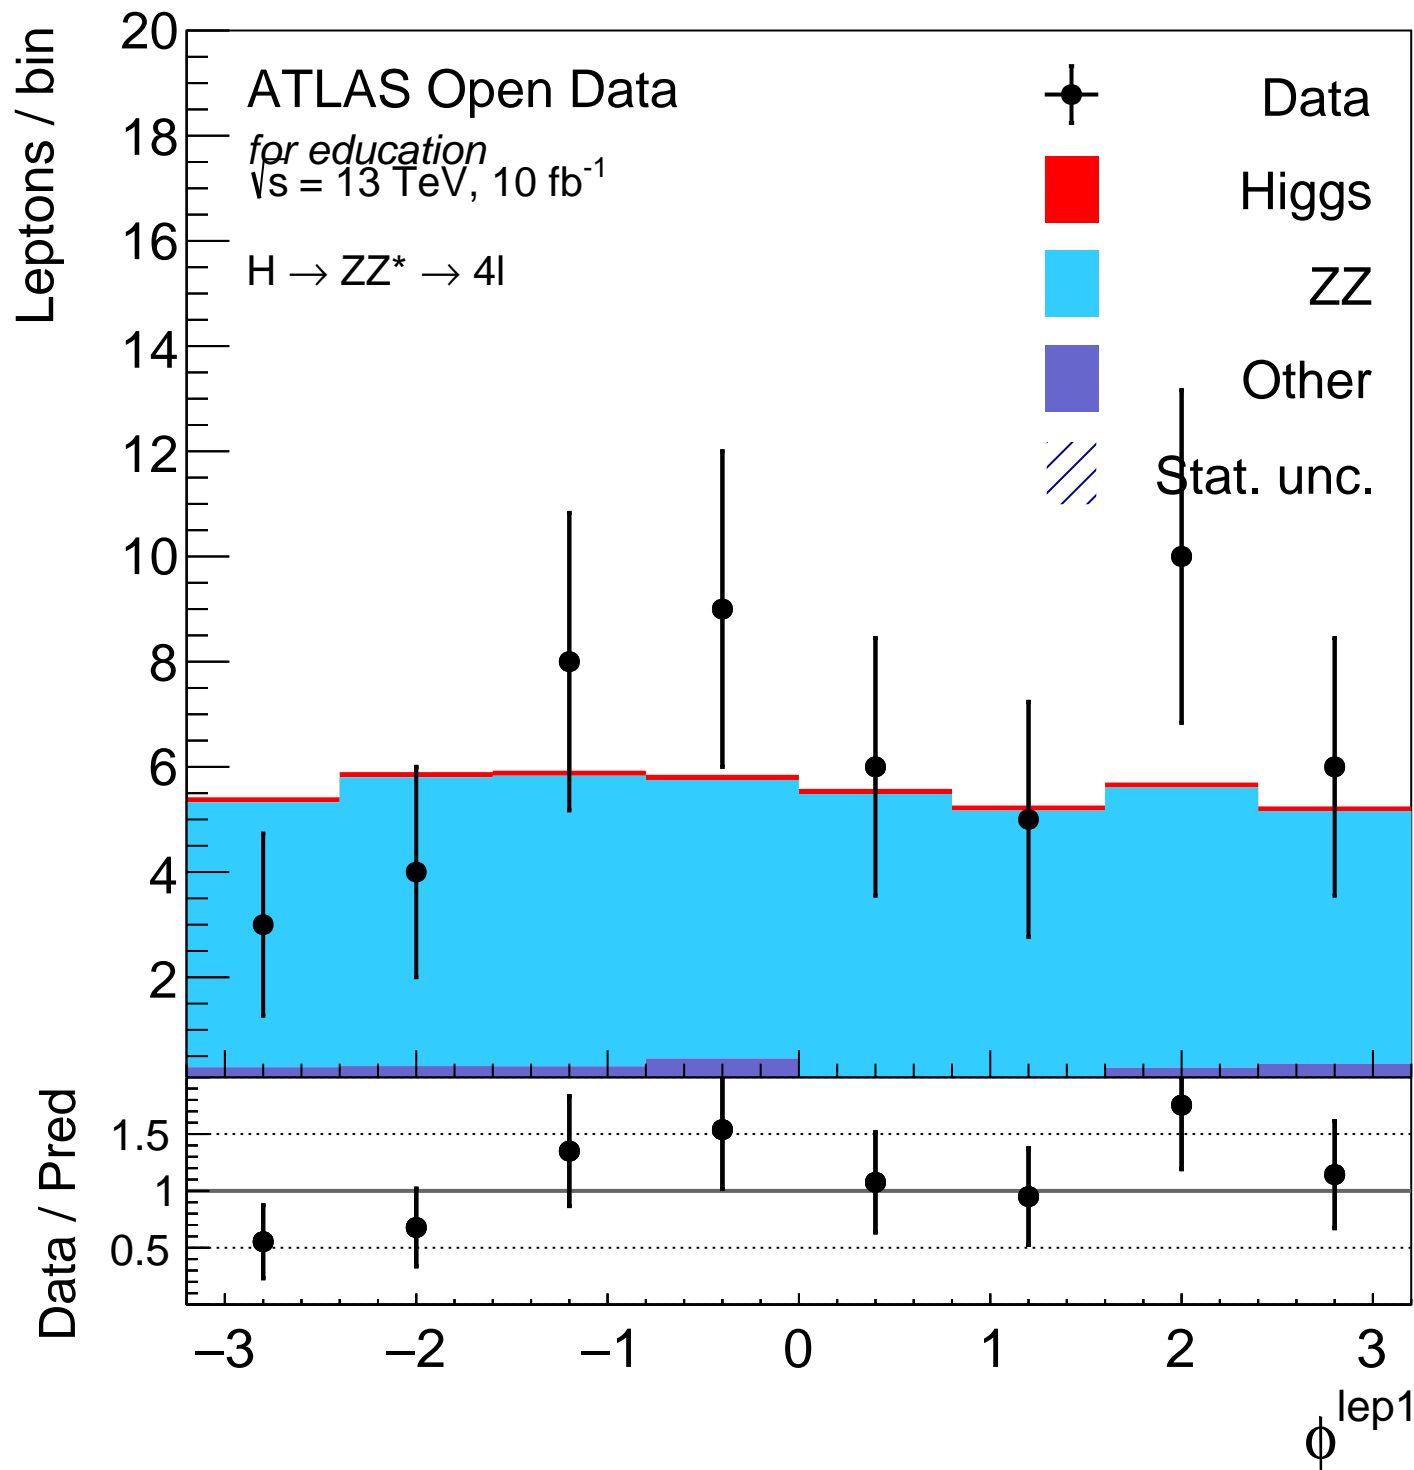 Leptons / bin
20
18
16
14
12
10
8
6
4
2
ATLAS Open Data
for education
√s = 13 TeV, 10 fb-1
H → ZZ* → 4l
Data
Higgs
ZZ
Other
Stat. unc.
Data / Pred
1.5
1
0.5
−3 −2 −1 0 1 2 3
ϕlep1